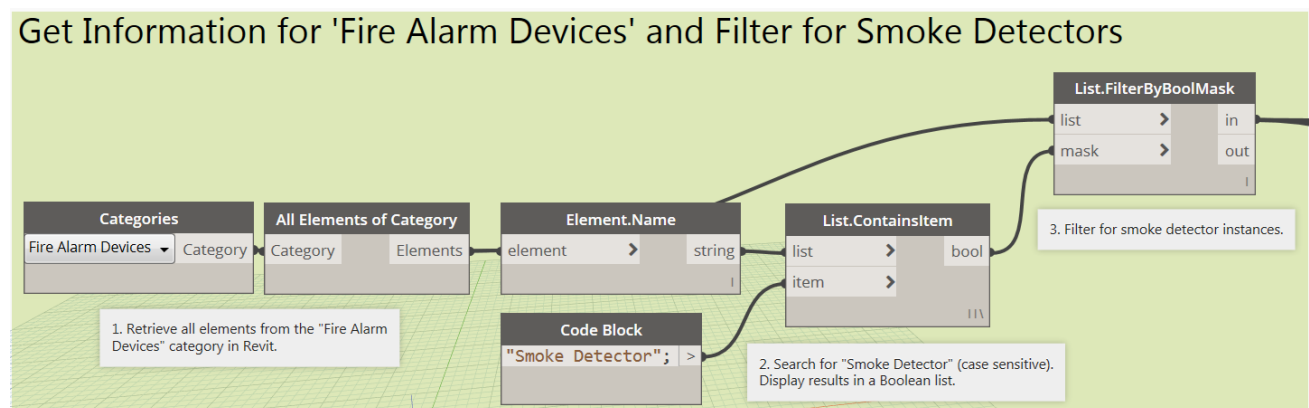 Get Information for 'Fire Alarm Devices' and Filter for Smoke Detectors
List.FilterByBoolMask
list > in
mask > out
Categories
Fire Alarm Devices Category
All Elements of Category
Category Elements
Element.Name
element > string
List.ContainsItem
list > bool
item >
3. Filter for smoke detector instances.
1. Retrieve all elements from the "Fire Alarm
Devices" category in Revit.
Code Block
"Smoke Detector"; >
2. Search for "Smoke Detector" (case sensitive).
Display results in a Boolean list.